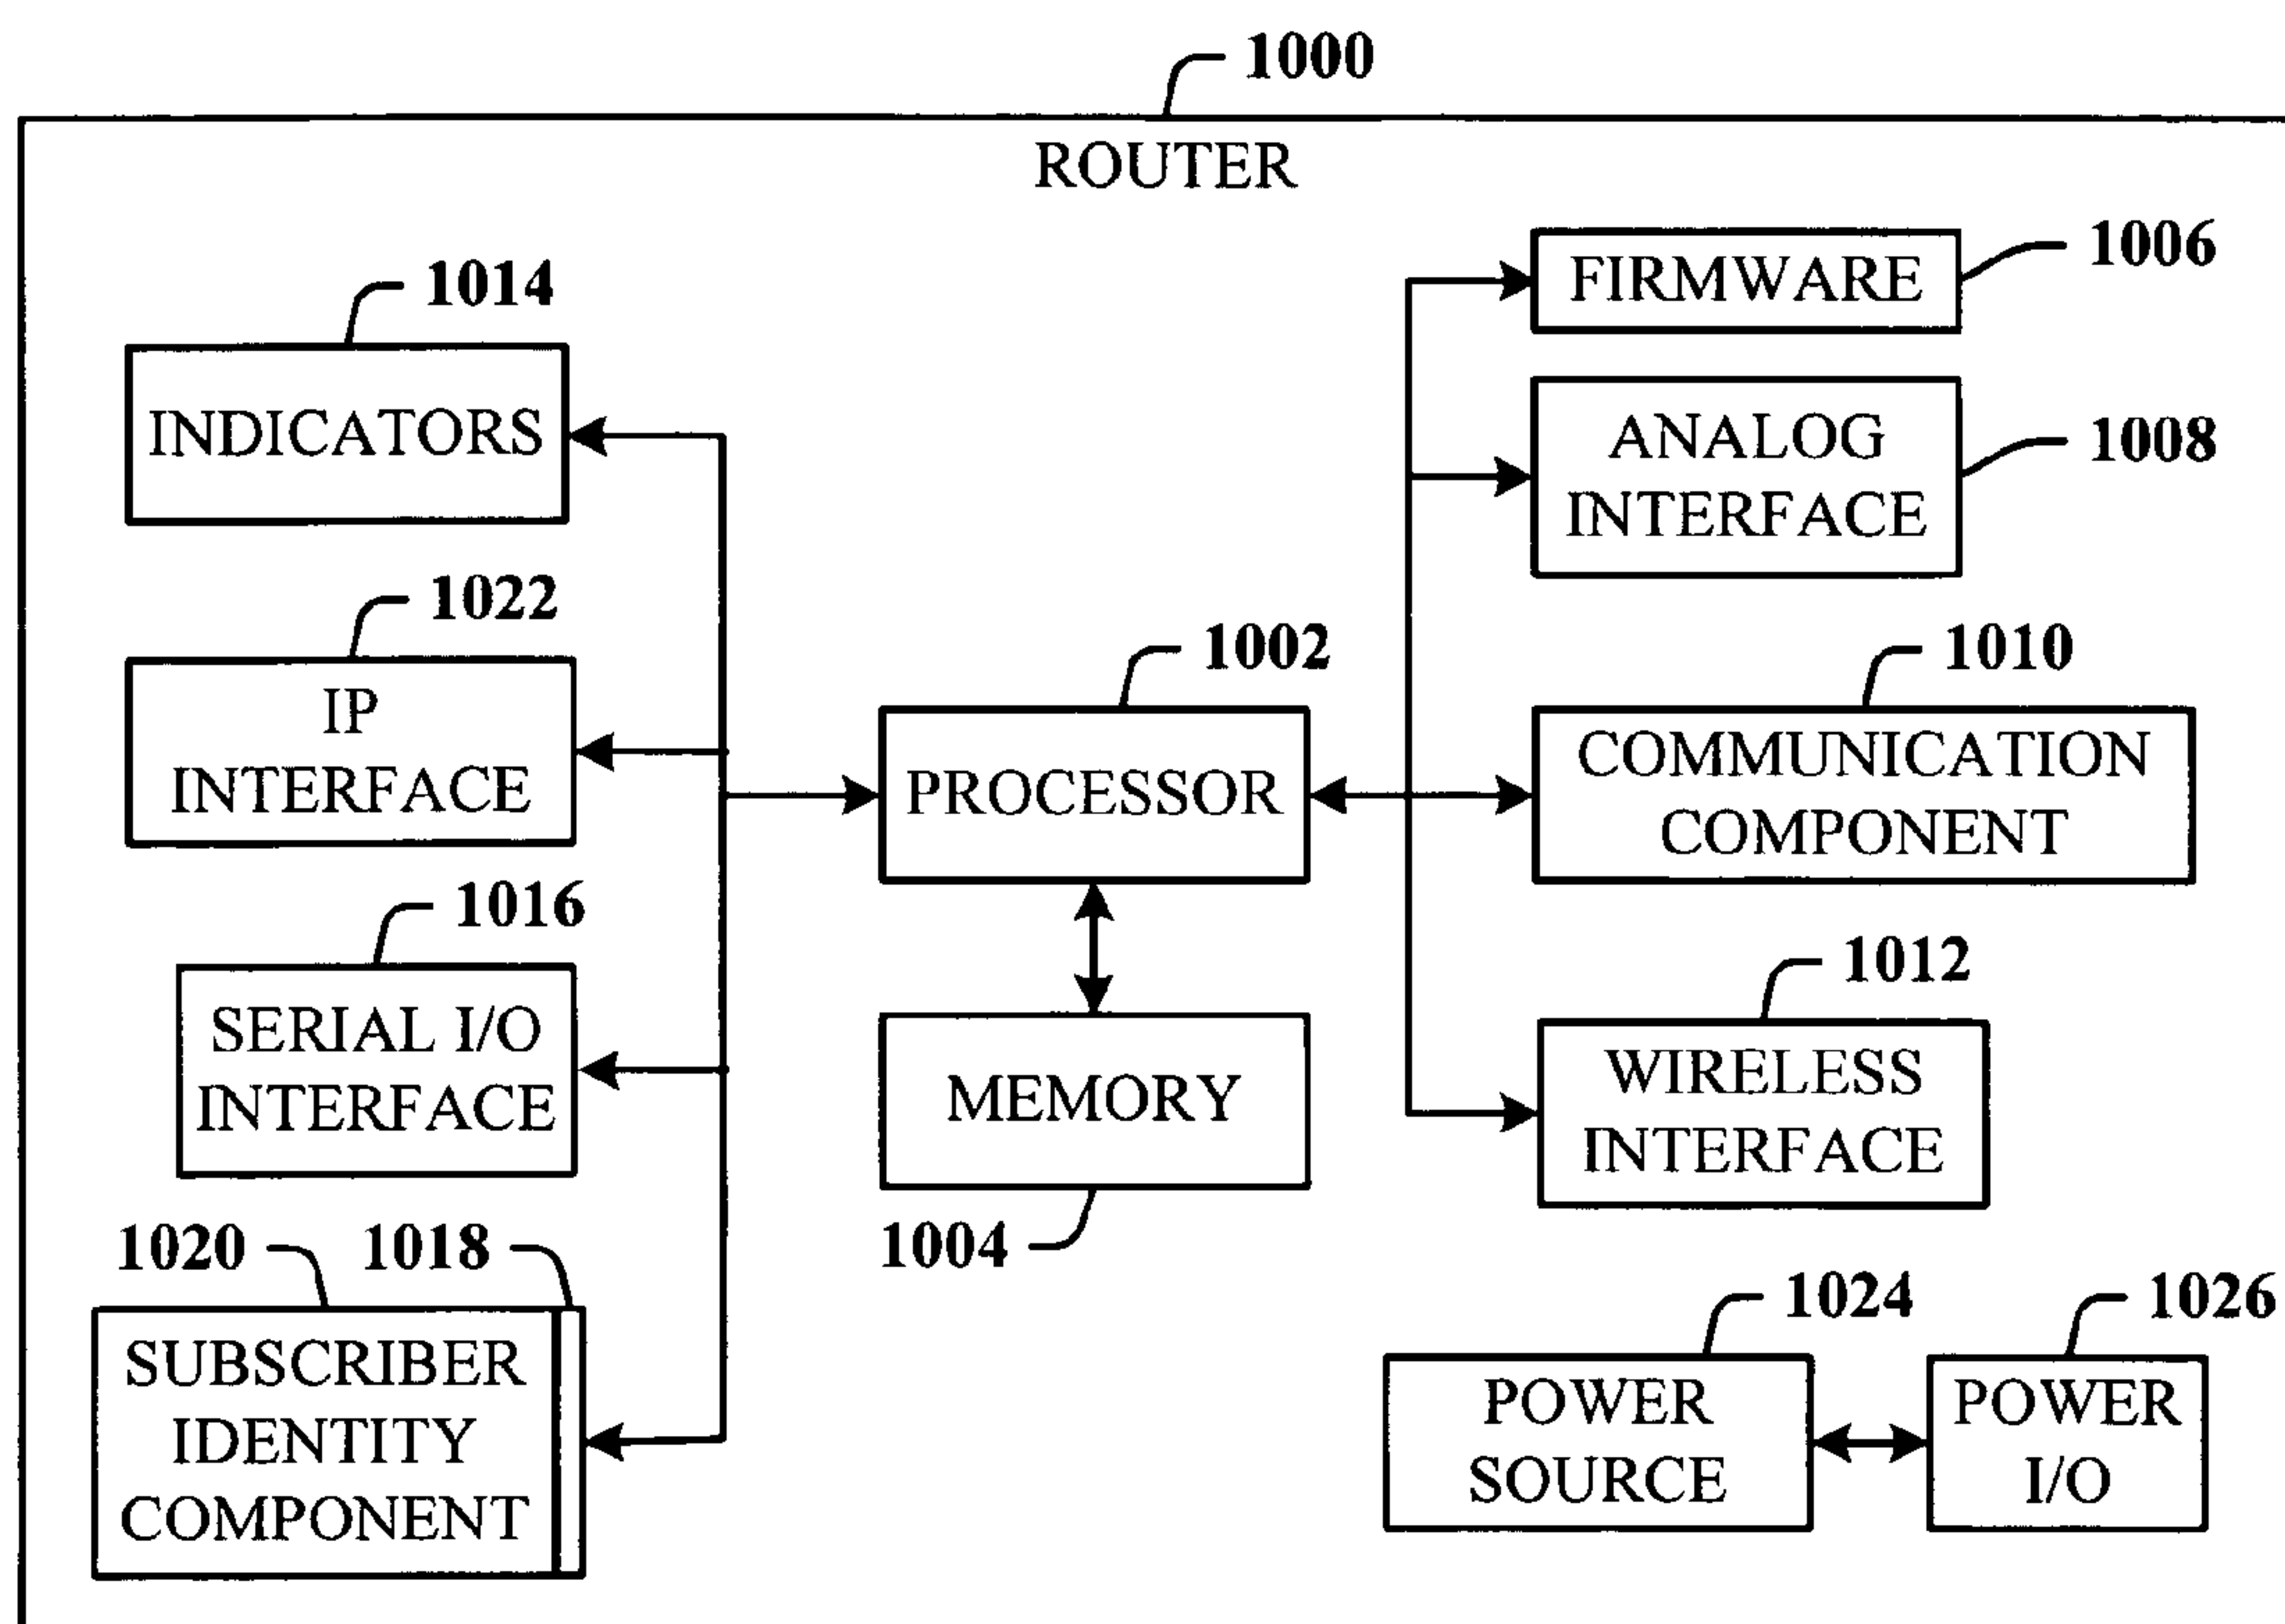 1000
ROUTER
1014
INDICATORS
1022
IP
INTERFACE
1016
SERIAL I/O
INTERFACE
1020
1018
SUBSCRIBER
IDENTITY
COMPONENT
1002
PROCESSOR
MEMORY
1004
1006
FIRMWARE
1008
ANALOG
INTERFACE
1010
COMMUNICATION
COMPONENT
1012
WIRELESS
INTERFACE
1024
POWER
SOURCE
1026
POWER
I/O